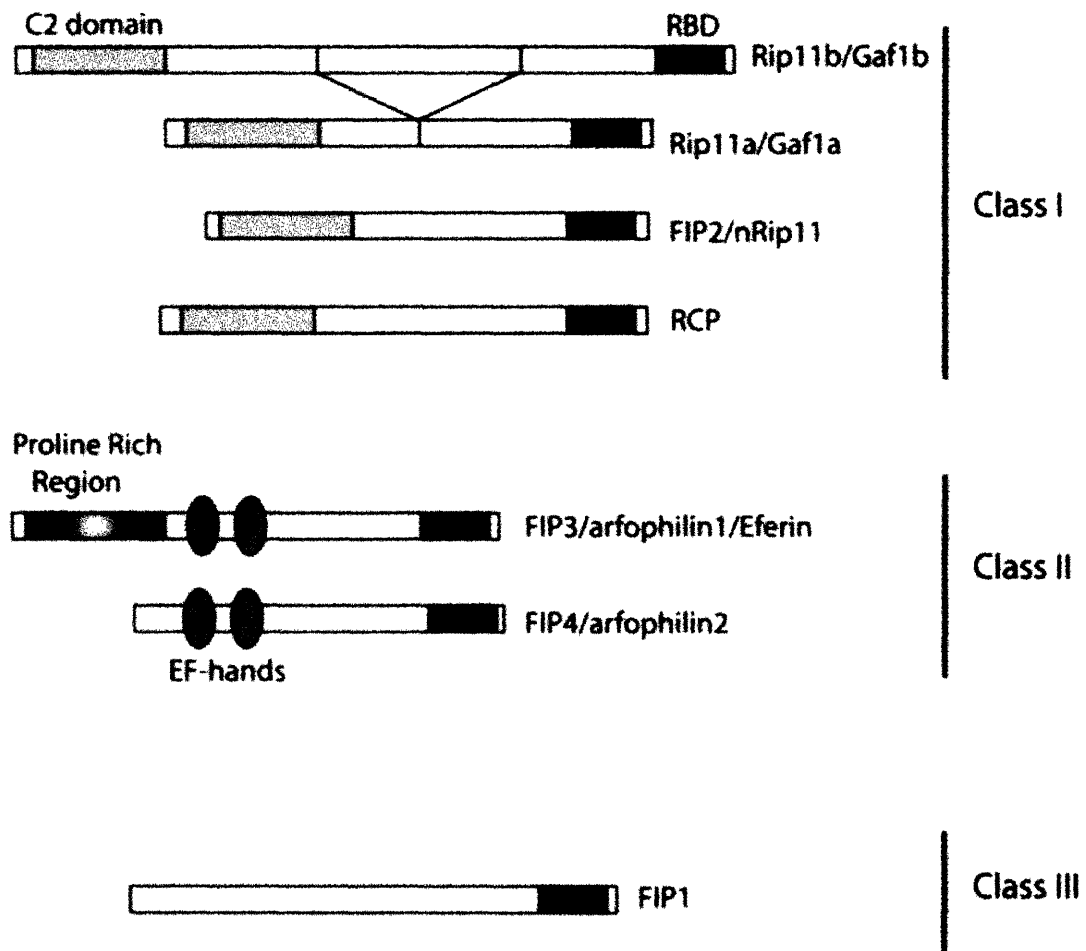 C2 domain
RBD
Rip11b/Gaf1b
Rip11a/Gaf1a
FIP2/nRip11
RCP
Class I
Proline Rich
Region
FIP3/arfophilin1/Eferin
FIP4/arfophilin2
EF-hands
Class II
FIP1
Class III